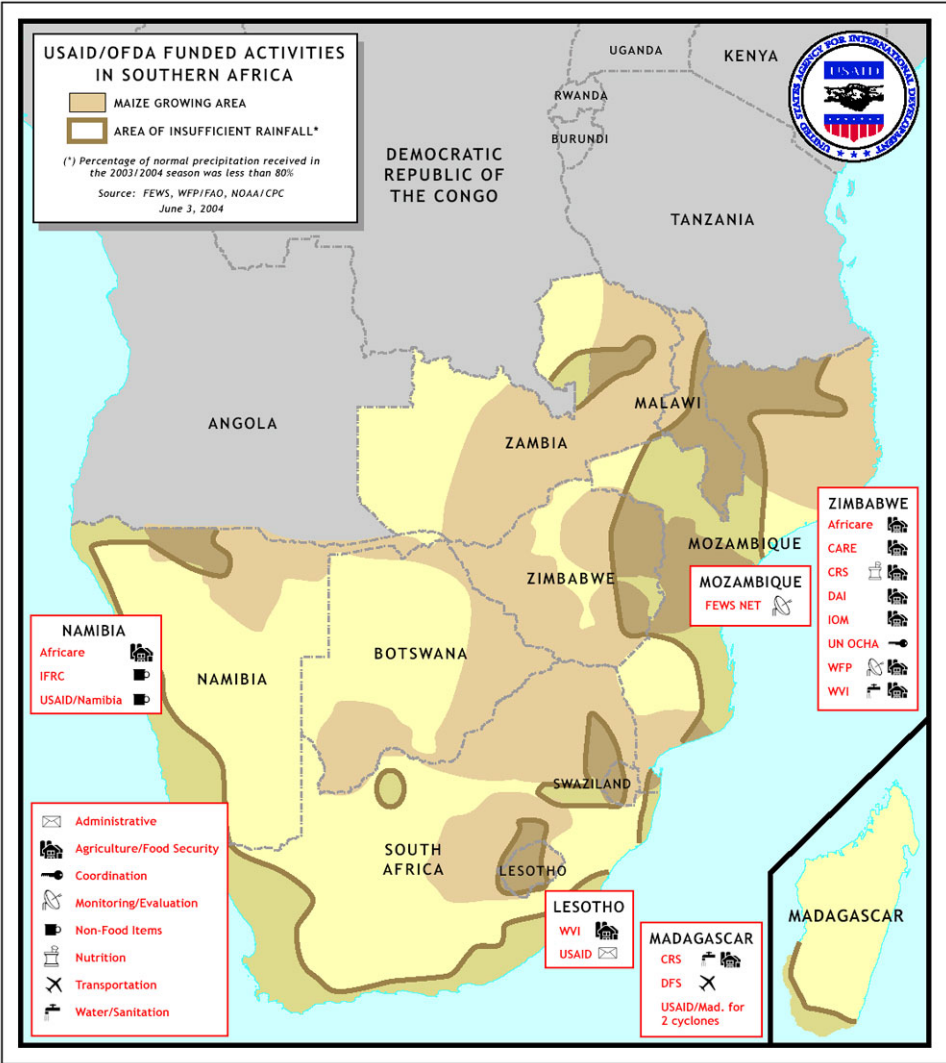 USAID/OFDA FUNDED ACTIVITIES
IN SOUTHERN AFRICA
MAIZE GROWING AREA
AREA OF INSUFFICIENT RAINFALL*
(*) Percentage of normal precipitation received in
the 2003/2004 season was less than 80%
Source: FEWS, WFP/FAO, NOAA/CPC
June 3, 2004
UNITED STATES AGENCY FOR INTERNATIONAL DEVELOPMENT
USAID
UGANDA
KENYA
RWANDA
BURUNDI
DEMOCRATIC
REPUBLIC OF
THE CONGO
TANZANIA
ANGOLA
ZAMBIA
MALAWI
MOZAMBIQUE
ZIMBABWE
NAMIBIA
BOTSWANA
SWAZILAND
SOUTH
AFRICA
LESOTHO
MADAGASCAR
ZIMBABWE
Africare
CARE
CRS
DAI
IOM
UN OCHA
WFP
WVI
MOZAMBIQUE
FEWS NET
NAMIBIA
Africare
IFRC
USAID/Namibia
Administrative
Agriculture/Food Security
Coordination
Monitoring/Evaluation
Non-Food Items
Nutrition
Transportation
Water/Sanitation
LESOTHO
WVI
USAID
MADAGASCAR
CRS
DFS
USAID/Mad. for
2 cyclones